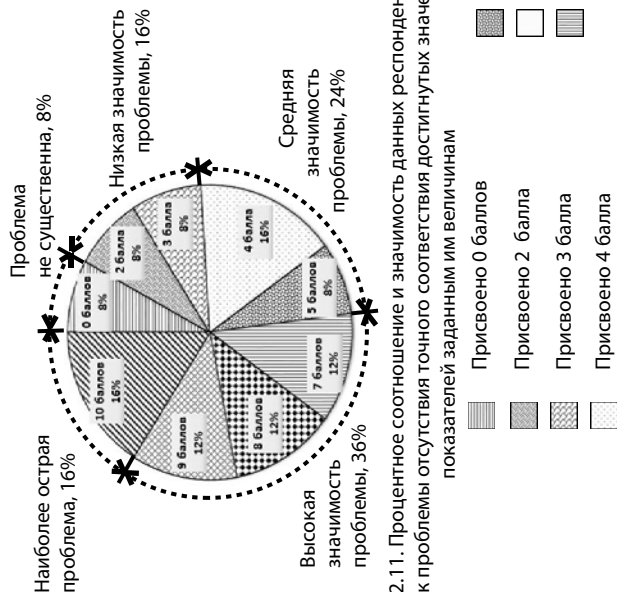 Проблема
не существенна, 8%
Низкая значимость
проблемы, 16%
Средняя
значимость
проблемы, 24%
Высокая
значимость
проблемы, 36%
Наиболее острая
проблема, 16%
0 баллов
8%
2 балла
8%
3 балла
8%
4 балла
16%
5 баллов
8%
7 баллов
12%
8 баллов
12%
9 баллов
12%
10 баллов
16%
2.11. Процентное соотношение и значимость данных
к проблемы отсутствия точного соответствия достигнутых
показателей заданным им величинам
Присвоено 0 баллов
Присвоено 2 балла
Присвоено 3 балла
Присвоено 4 балла